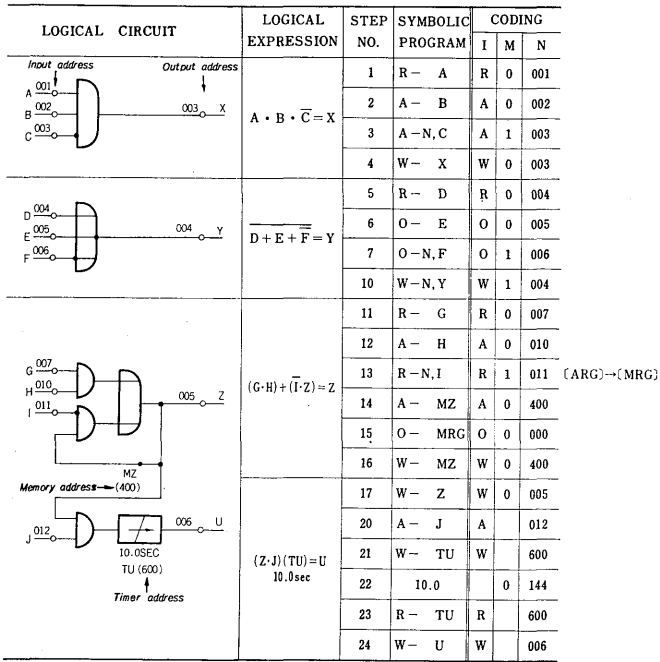 LOGICAL CIRCUIT
LOGICAL EXPRESSION
STEP NO.
SYMBOLIC PROGRAM
CODING
I M N
Input address
Output address
A 001
B 002
C 003
003 X
A · B · C̅ = X
1 R — A R 0 001
2 A — B A 0 002
3 A — N, C A 1 003
4 W — X W 0 003
D 004
E 005
F 006
004 Y
D + E + F̅ = Y
5 R — D R 0 004
6 O — E O 0 005
7 O — N, F O 1 006
10 W — N, Y W 1 004
G 007
H 010
I 011
005 Z
MZ
Memory address → (400)
(G·H) + (I̅·Z) = Z
11 R — G R 0 007
12 A — H A 0 010
13 R — N, I R 1 011 [ARG]→[MRG]
14 A — MZ A 0 400
15 O — MRG O 0 000
16 W — MZ W 0 400
17 W — Z W 0 005
J 012
006 U
10.0SEC
TU (600)
Timer address
(Z·J)(TU) = U
10.0sec
20 A — J A 012
21 W — TU W 600
22 10.0 0 144
23 R — TU R 600
24 W — U W 006